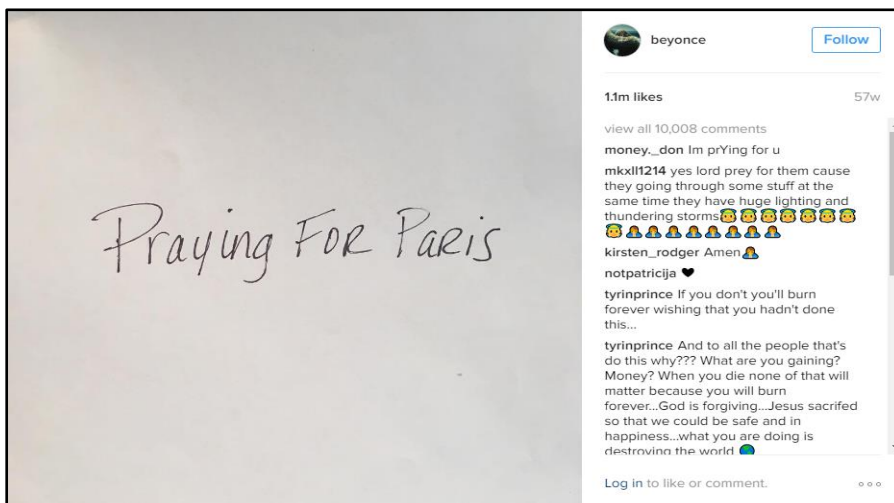 Praying FOR PARis
beyonce
Follow
1.1m likes
57w
view all 10,008 comments
money._don Im prYing for u
mkxll1214 yes lord prey for them cause
they going through some stuff at the
same time they have huge lighting and
thundering storms
kirsten_rodger Amen
notpatricija
tyrinprince If you don't you'll burn
forever wishing that you hadn't done
this...
tyrinprince And to all the people that's
do this why??? What are you gaining?
Money? When you die none of that will
matter because you will burn
forever...God is forgiving...Jesus sacrifed
so that we could be safe and in
happiness...what you are doing is
destroying the world
Log in to like or comment.